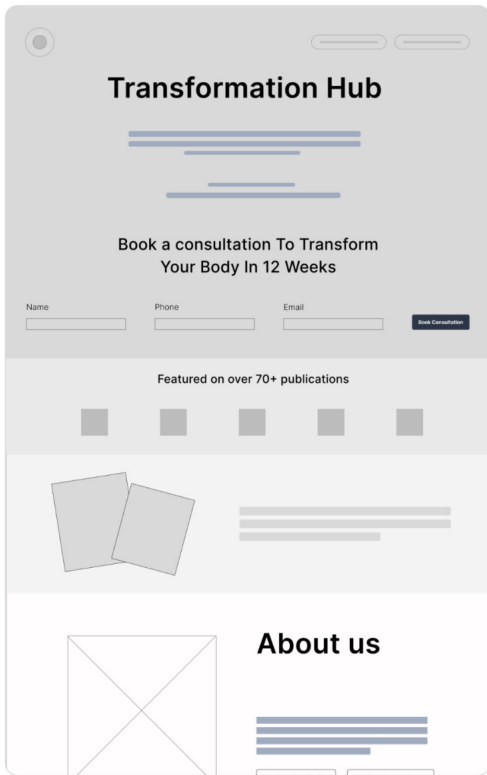 Transformation Hub
Book a consultation To Transform
Your Body In 12 Weeks
Name Phone Email
Book Consultation
Featured on over 70+ publications
About us